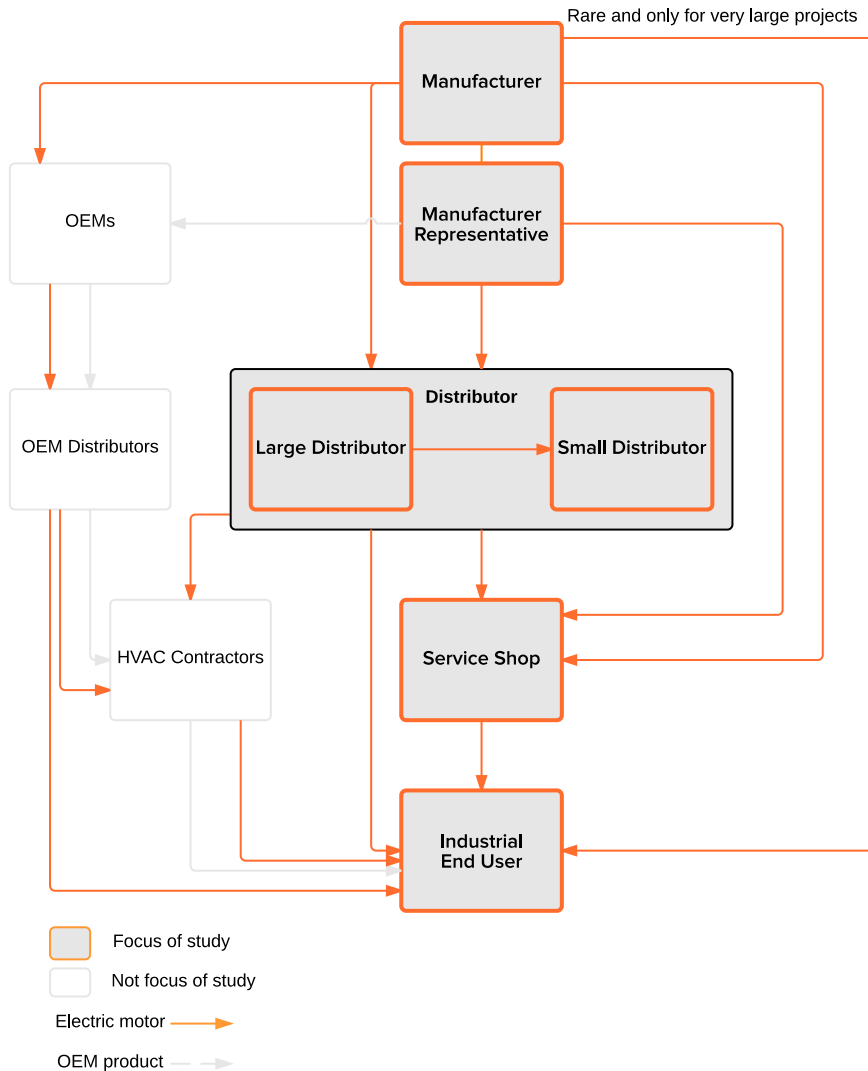 Rare and only for very large projects
Manufacturer
OEMs
Manufacturer
Representative
Distributor
OEM Distributors
Large Distributor
Small Distributor
HVAC Contractors
Service Shop
Industrial
End User
Focus of study
Not focus of study
Electric motor
OEM product